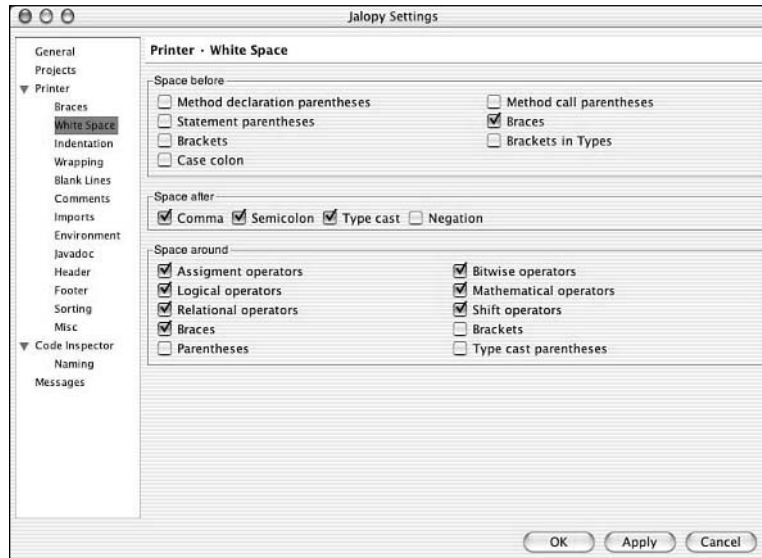 Jalopy Settings
General
Projects
Printer
Braces
White Space
Indentation
Wrapping
Blank Lines
Comments
Imports
Environment
Javadoc
Header
Footer
Sorting
Misc
Code Inspector
Naming
Messages
Printer - White Space
Space before
Method declaration parentheses
Method call parentheses
Statement parentheses
Braces
Brackets
Brackets in Types
Case colon
Space after
Comma Semicolon Type cast Negation
Space around
Assigment operators
Bitwise operators
Logical operators
Mathematical operators
Relational operators
Shift operators
Braces
Brackets
Parentheses
Type cast parentheses
OK Apply Cancel